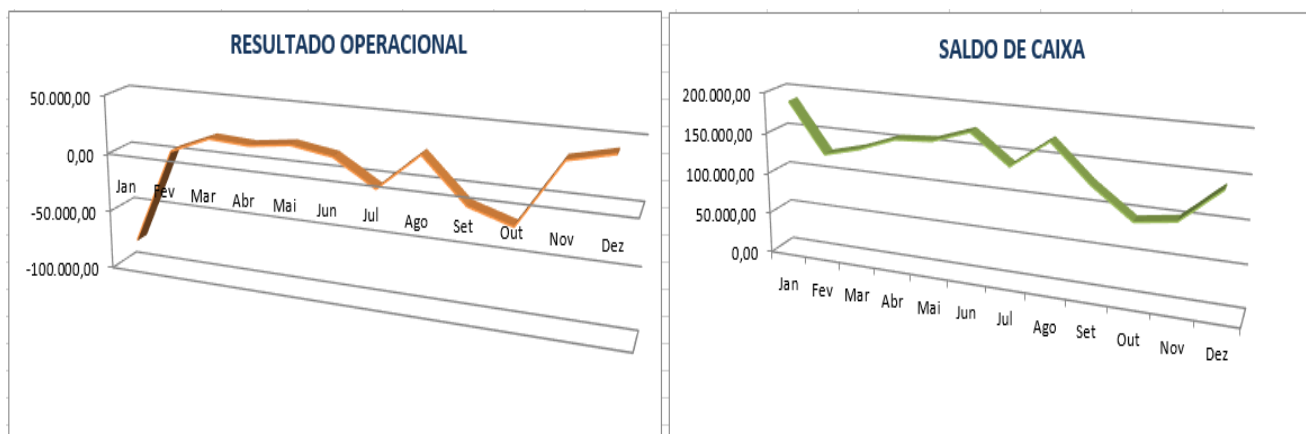 RESULTADO OPERACIONAL
50.000,00
0,00
-50.000,00
-100.000,00
Jan Fev Mar Abr Mai Jun Jul Ago Set Out Nov Dez
SALDO DE CAIXA
200.000,00
150.000,00
100.000,00
50.000,00
0,00
Jan Fev Mar Abr Mai Jun Jul Ago Set Out Nov Dez